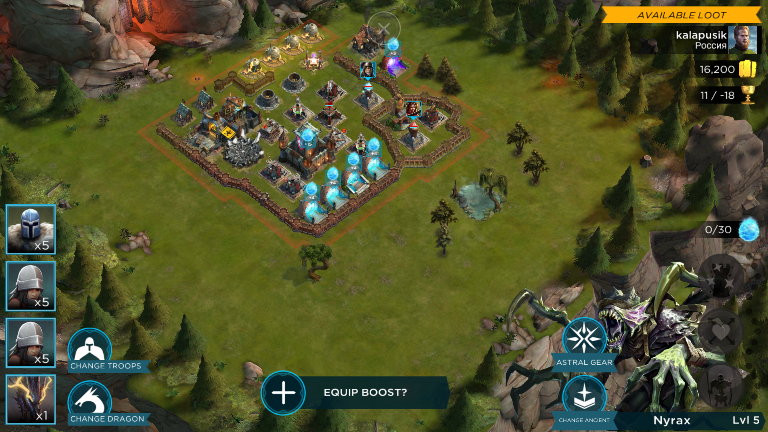 AVAILABLE LOOT
kalapusik
Россия
16,200
11 / -18
0/30
x5
x5
x5
x1
CHANGE TROOPS
CHANGE DRAGON
EQUIP BOOST?
ASTRAL GEAR
CHANGE ANCIENT
Nyrax Lvl 5